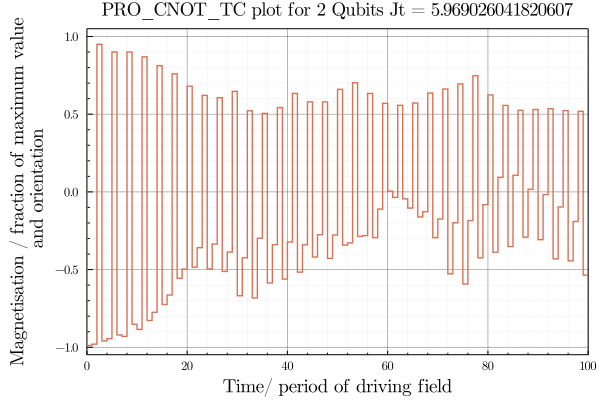 PRO_CNOT_TC plot for 2 Qubits Jt = 5.969026041820607
Magnetisation / fraction of maximum value
and orientation
1.0
0.5
0.0
−0.5
−1.0
0 20 40 60 80 100
Time/ period of driving field